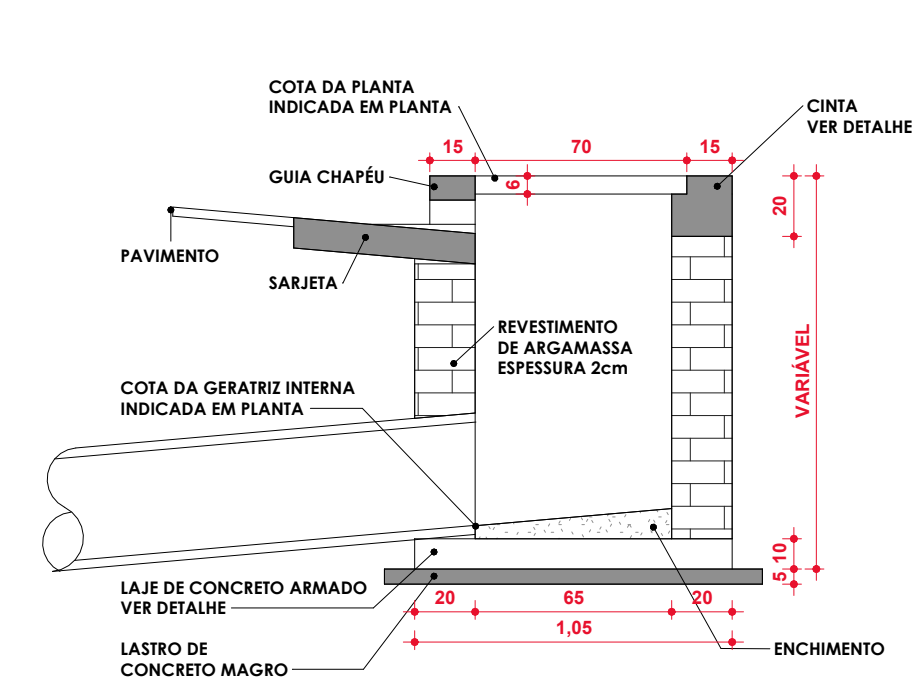 COTA DA PLANTA
INDICADA EM PLANTA
CINTA
VER DETALHE
15
70
15
GUIA CHAPÉU
6
20
PAVIMENTO
SARJETA
REVESTIMENTO
DE ARGAMASSA
ESPESSURA 2cm
VARIÁVEL
COTA DA GERATRIZ INTERNA
INDICADA EM PLANTA
10
5
LAJE DE CONCRETO ARMADO
VER DETALHE
20
65
20
1,05
LASTRO DE
CONCRETO MAGRO
ENCHIMENTO